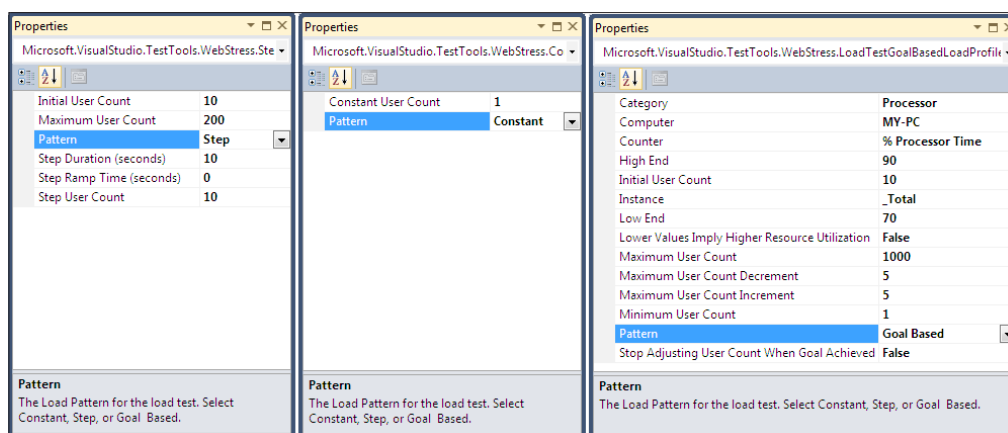 Properties
Microsoft.VisualStudio.TestTools.WebStress.Ste
Initial User Count 10
Maximum User Count 200
Pattern Step
Step Duration (seconds) 10
Step Ramp Time (seconds) 0
Step User Count 10
Pattern
The Load Pattern for the load test. Select
Constant, Step, or Goal  Based.
Properties
Microsoft.VisualStudio.TestTools.WebStress.Co
Constant User Count 1
Pattern Constant
Pattern
The Load Pattern for the load test. Select
Constant, Step, or Goal  Based.
Properties
Microsoft.VisualStudio.TestTools.WebStress.LoadTestGoalBasedLoadProfile
Category Processor
Computer MY-PC
Counter % Processor Time
High End 90
Initial User Count 10
Instance _Total
Low End 70
Lower Values Imply Higher Resource Utilization False
Maximum User Count 1000
Maximum User Count Decrement 5
Maximum User Count Increment 5
Minimum User Count 1
Pattern Goal Based
Stop Adjusting User Count When Goal Achieved False
Pattern
The Load Pattern for the load test. Select Constant, Step, or Goal  Based.